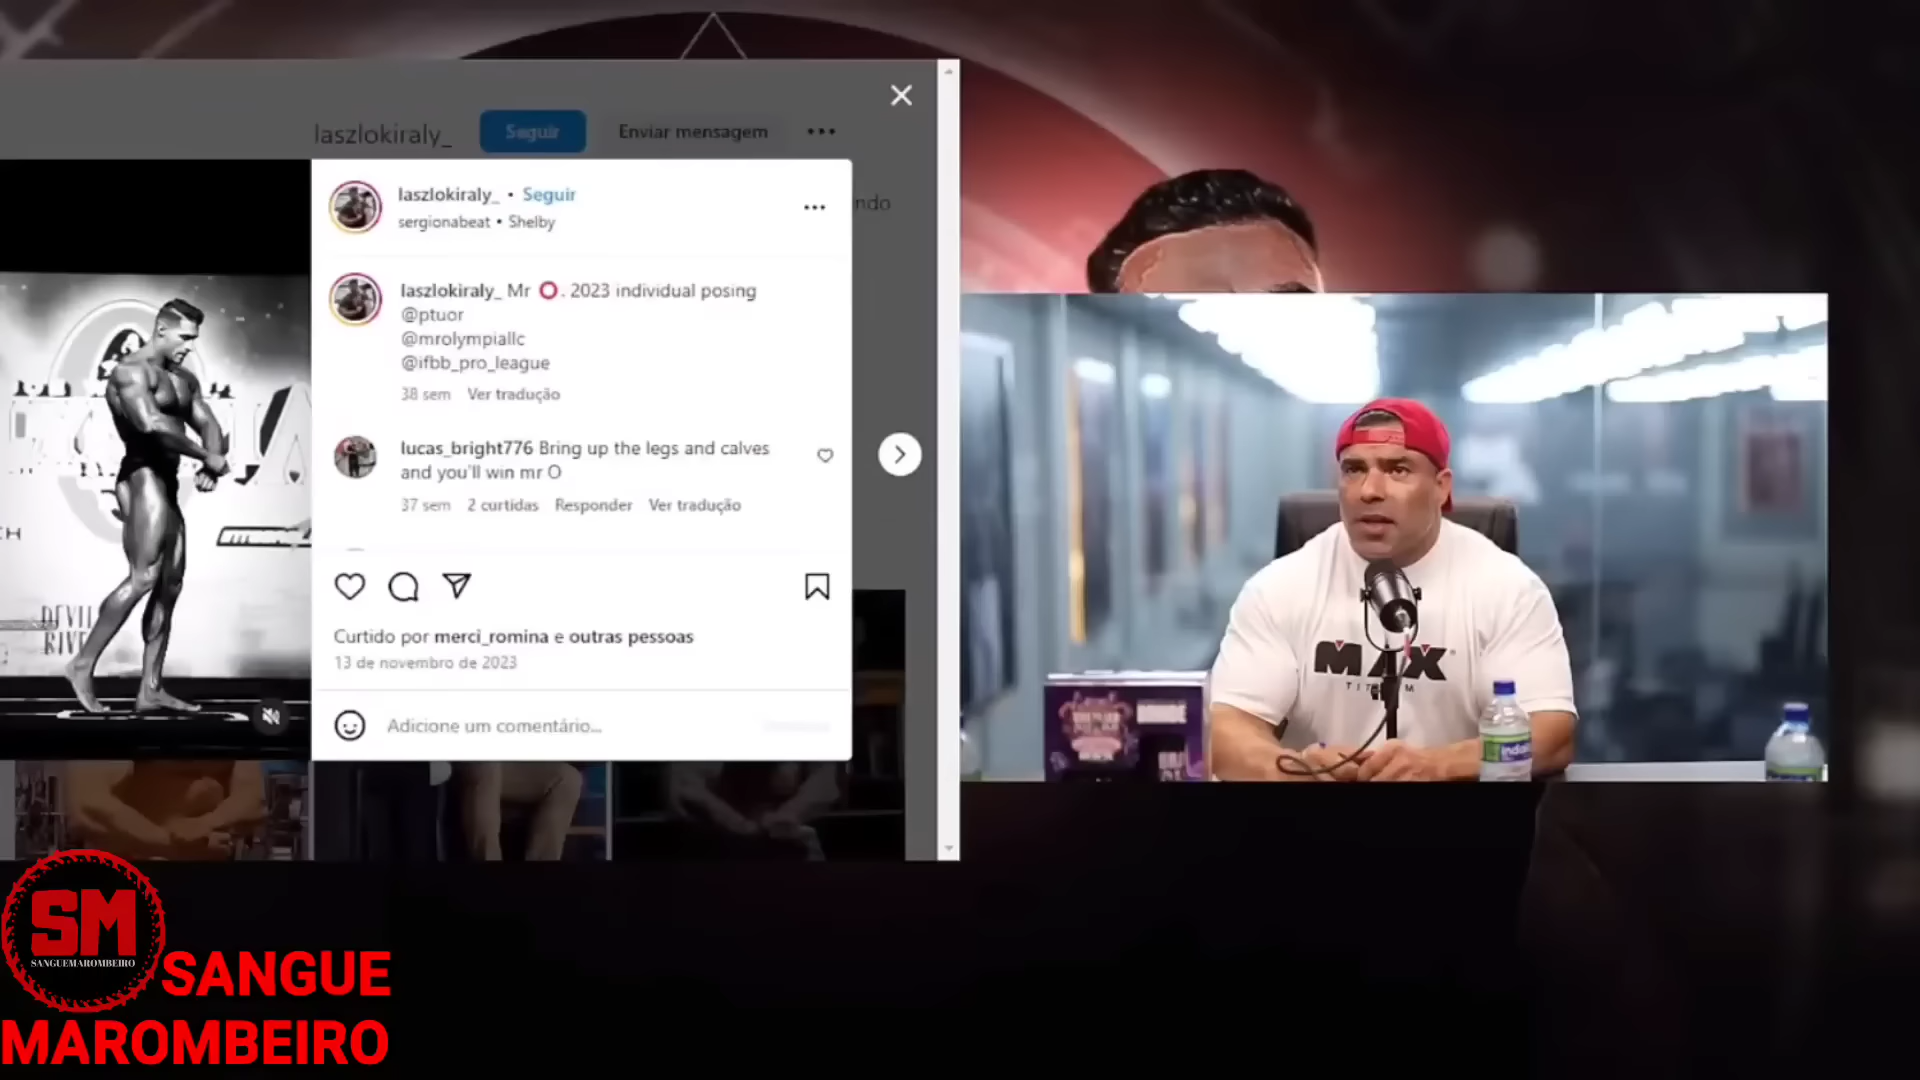 laszlokiraly_ Seguir Enviar mensagem
ndo
laszlokiraly_ • Seguir
sergionabeat • Shelby
laszlokiraly_ Mr ⭕. 2023 individual posing
@ptuor
@mrolympiallc
@ifbb_pro_league
38 sem Ver tradução
lucas_bright776 Bring up the legs and calves
and you'll win mr O
37 sem 2 curtidas Responder Ver tradução
Curtido por merci_romina e outras pessoas
13 de novembro de 2023
Adicione um comentário...
MAX
SM
SANGUEMAROMBEIRO
SANGUE
MAROMBEIRO